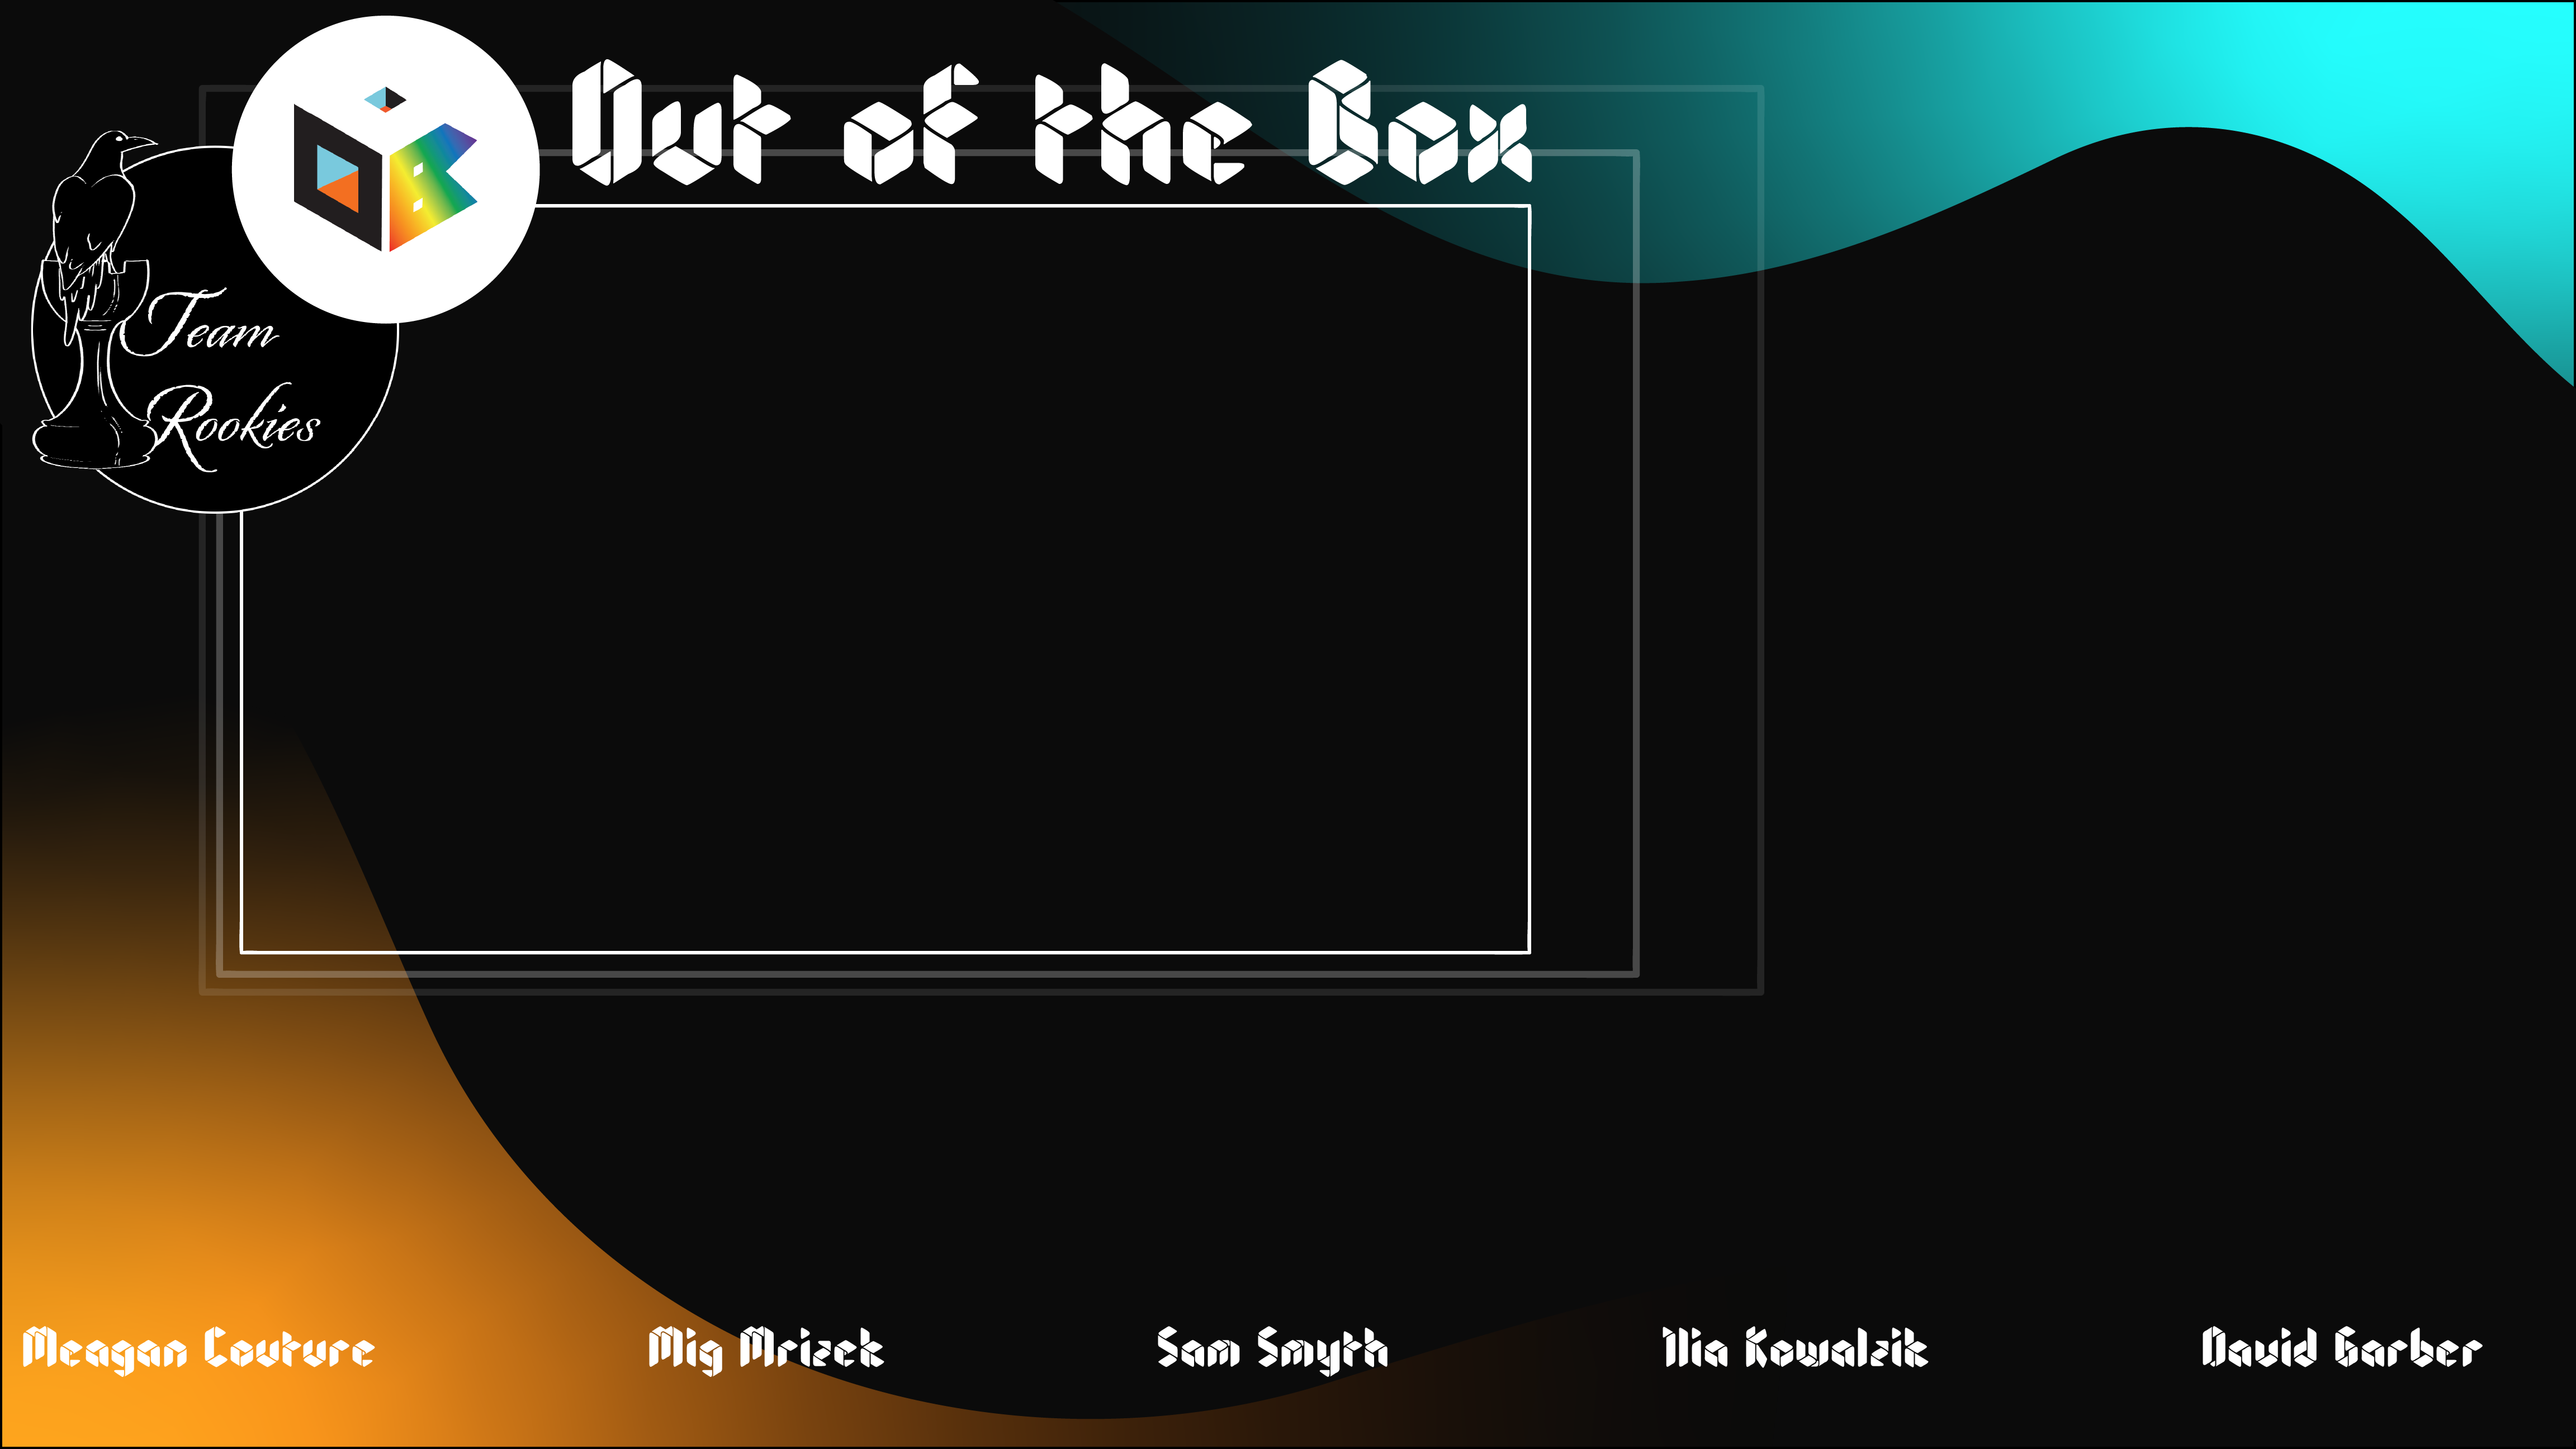 Out of the Box
Team
Rookies
Meagan Couture
Mig Mrizek
Sam Smyth
Ilia Kowalzik
David Garber